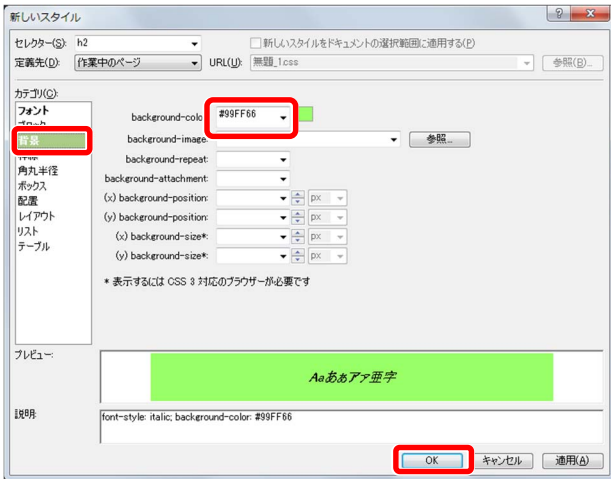 新しいスタイル
セレクター(S): h2
新しいスタイルをドキュメントの選択範囲に適用する(P)
定義先(D): 作業中のページ URL(U): 無題_1.css 参照(B)...
カテゴリ(C):
フォント
背景
角丸半径
ボックス
配置
レイアウト
リスト
テーブル
background-colo #99FF66
background-image: 参照...
background-repeat:
background-attachment:
(x) background-position: px
(y) background-position: px
(x) background-size*: px
(y) background-size*: px
* 表示するには CSS 3 対応のブラウザーが必要です
プレビュー:
Aaあぁアァ亜宇
説明:
font-style: italic; background-color: #99FF66
OK キャンセル 適用(A)